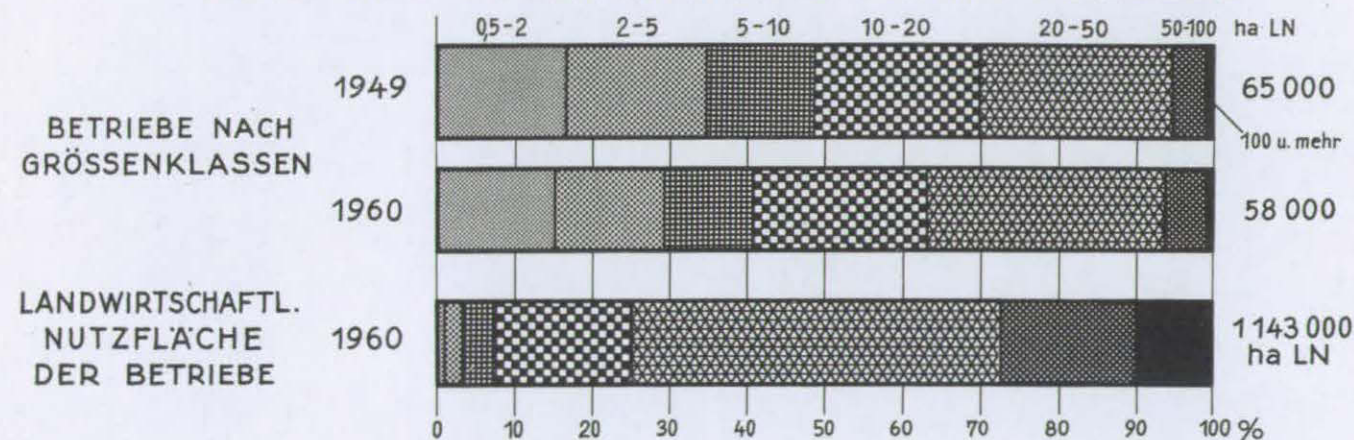 0,5-2 2-5 5-10 10-20 20-50 50-100 ha LN
1949 65 000
BETRIEBE NACH
GRÖSSENKLASSEN
100 u. mehr
1960 58 000
LANDWIRTSCHAFTL.
NUTZFLÄCHE
DER BETRIEBE
1960 1 143 000
ha LN
0 10 20 30 40 50 60 70 80 90 100 %